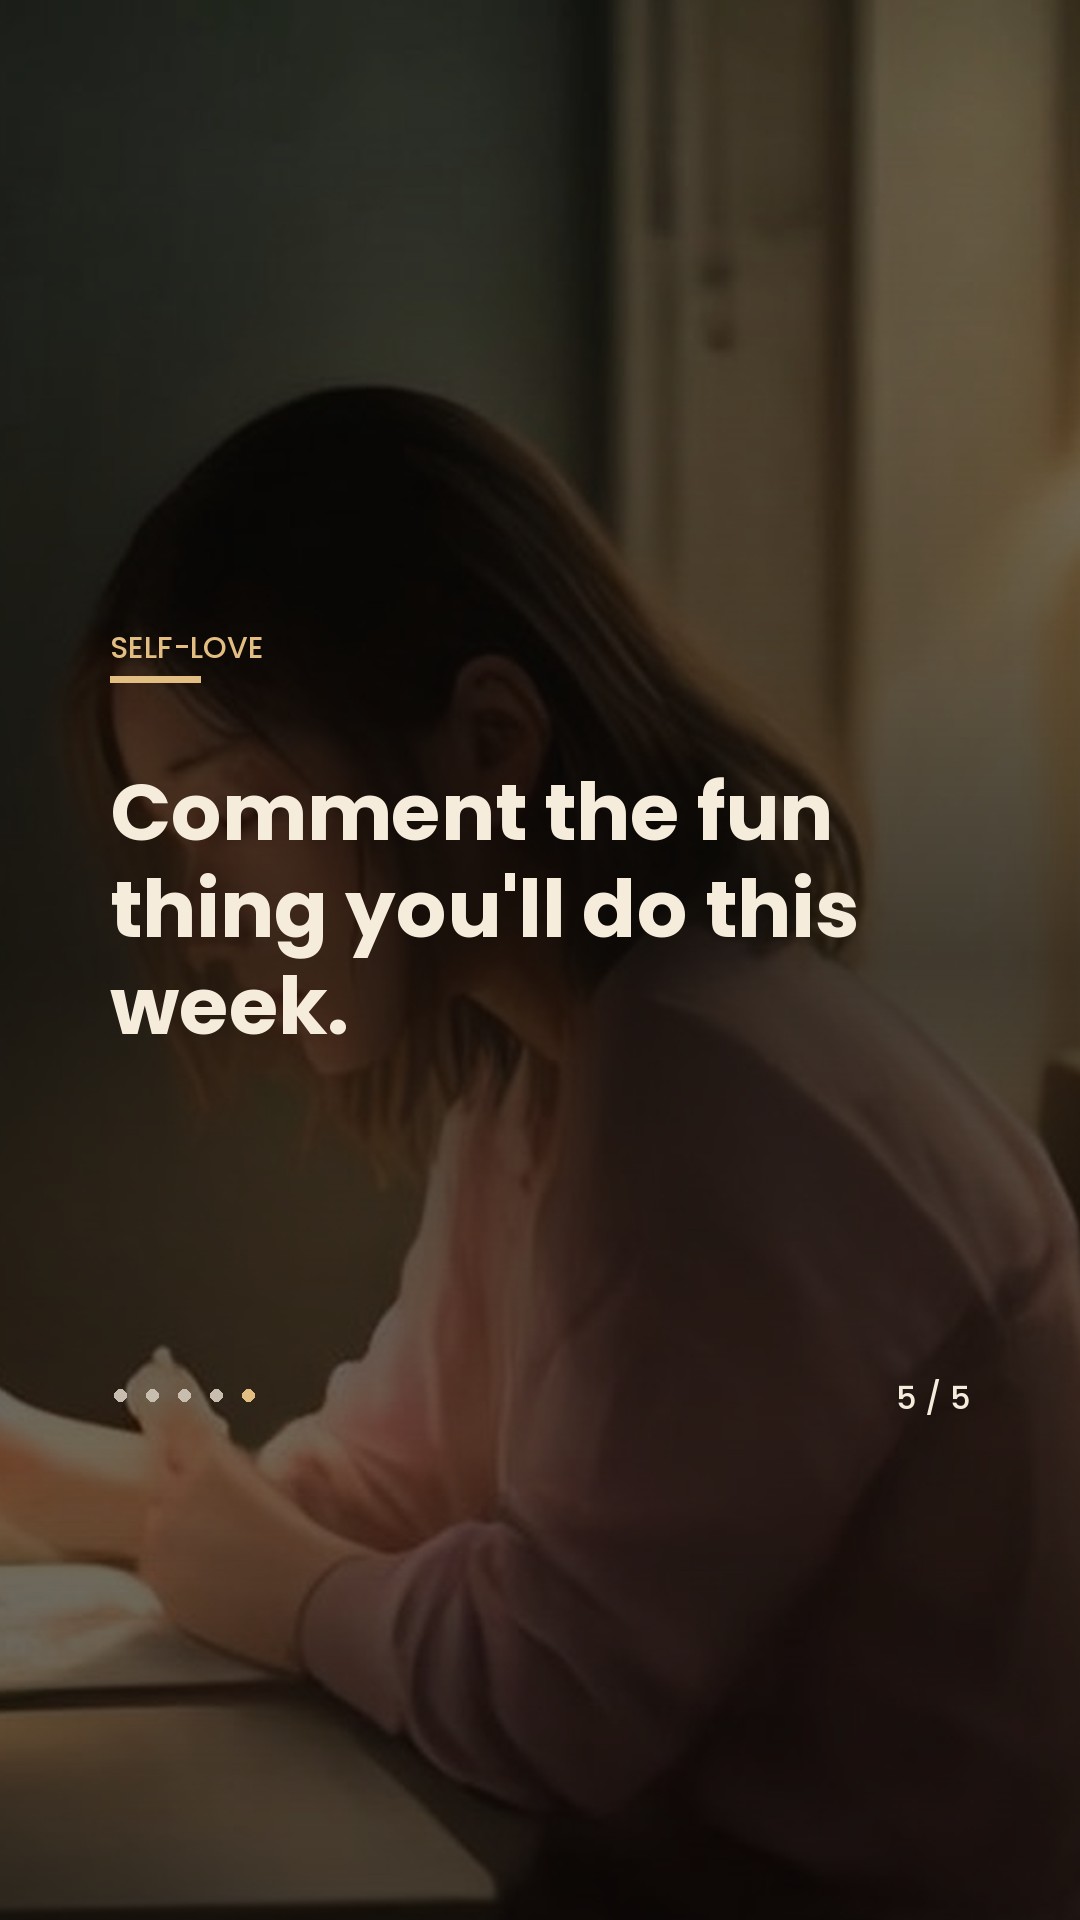 SELF-LOVE
Comment the fun
thing you'll do this
week.
5 / 5